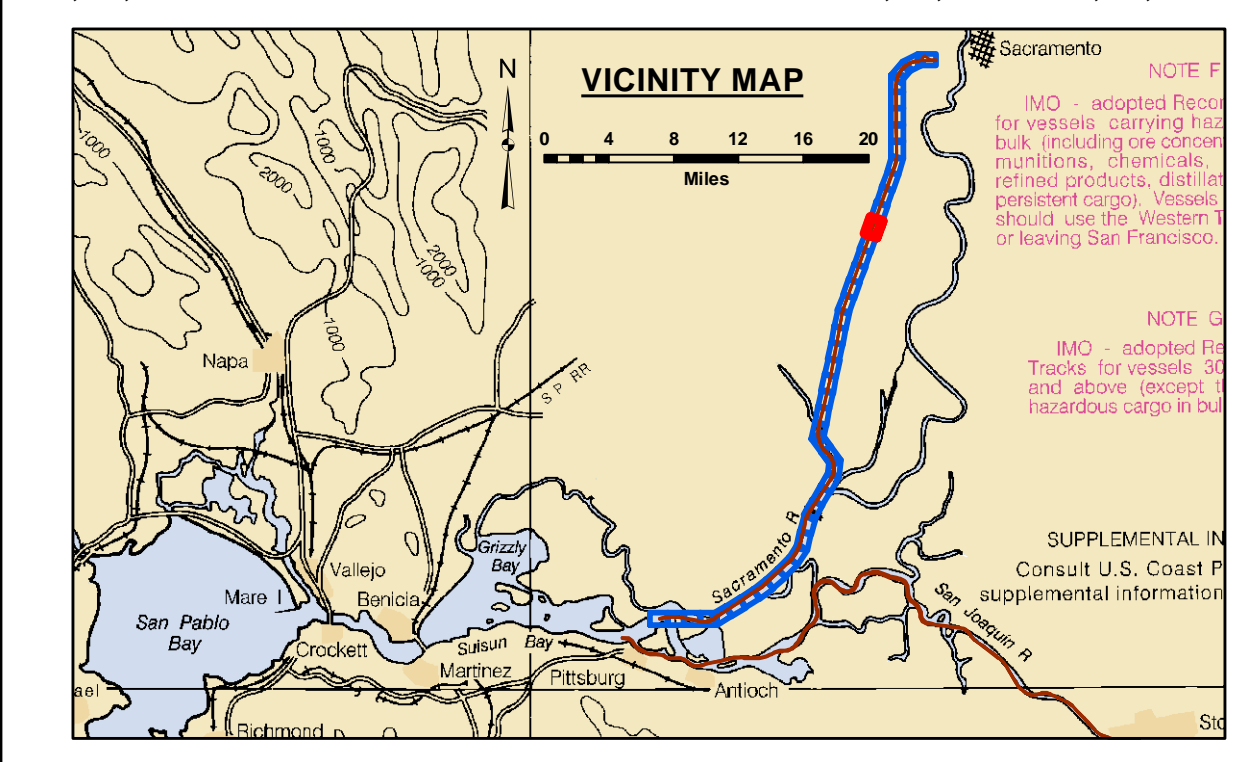 VICINITY MAP
N
0 4 8 12 16 20
Miles
Sacramento
NOTE F
IMO - adopted Recor
for vessels carrying haz
bulk (including ore concen
munitions, chemicals,
refined products, distillat
persistent cargo). Vessels
should use the Western T
or leaving San Francisco.
1000
1000
2000
2000
1000
1000
NOTE G
IMO - adopted Re
Tracks for vessels 30
and above (except t
hazardous cargo in bul
Napa
S P RR
Sacramento R
Grizzly
Bay
SUPPLEMENTAL IN
Consult U.S. Coast P
supplemental information
Vallejo
Mare I
Benicia
San Pablo
Bay
San Joaquin R
Crockett
Suisun Bay
Martinez
Pittsburg
Antioch
ael
Richmond
Sto